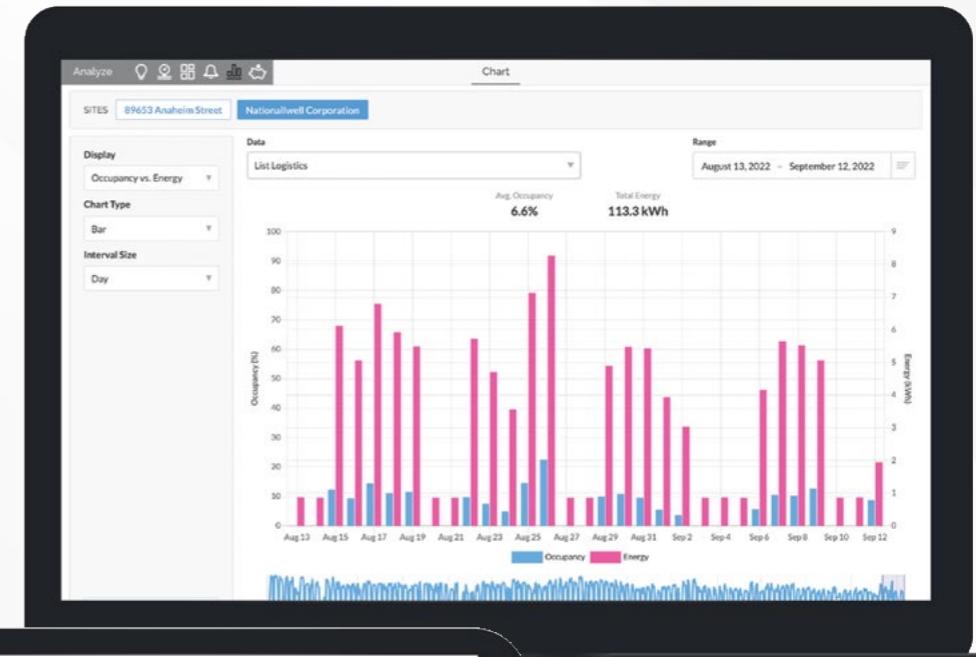 Analyze
Chart
SITES 89653 Anaheim Street Nationailwell Corporation
Display
Occupancy vs. Energy
Chart Type
Bar
Interval Size
Day
Data
List Logistics
Range
August 13, 2022 – September 12, 2022
Avg. Occupancy Total Energy
6.6% 113.3 kWh
100 9
90 8
80 7
70 6
60 5
50 4
40 3
30 2
20 1
10 0
0
Occupancy (%)
Energy (kWh)
Aug 13 Aug 15 Aug 17 Aug 19 Aug 21 Aug 23 Aug 25 Aug 27 Aug 29 Aug 31 Sep 2 Sep 4 Sep 6 Sep 8 Sep 10 Sep 12
Occupancy Energy